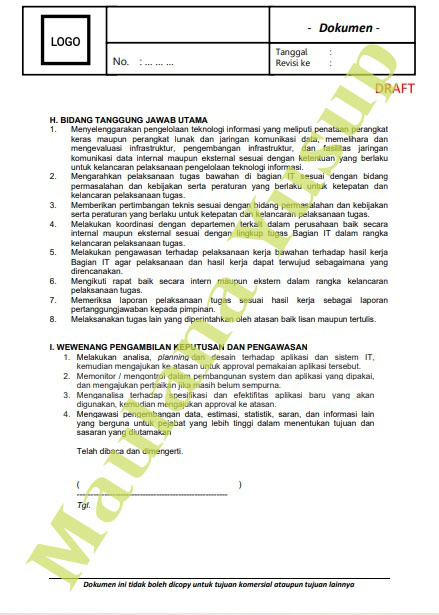 LOGO
- Dokumen -
No. : ... ... ...
Tanggal :
Revisi ke :
DRAFT
H. BIDANG TANGGUNG JAWAB UTAMA
1. Menyelenggarakan pengelolaan teknologi informasi yang meliputi penataan perangkat
keras maupun perangkat lunak dan jaringan komunikasi data, memelihara dan
mengevaluasi infrastruktur, pengembangan infrastruktur, dan fasilitas jaringan
komunikasi data internal maupun eksternal sesuai dengan ketentuan yang berlaku
untuk kelancaran pelaksanaan pengelolaan teknologi informasi.
2. Mengarahkan pelaksanaan tugas bawahan di bagian IT sesuai dengan bidang
permasalahan dan kebijakan serta peraturan yang berlaku untuk ketepatan dan
kelancaran pelaksanaan tugas.
3. Memberikan pertimbangan teknis sesuai dengan bidang permasalahan dan kebijakan
serta peraturan yang berlaku untuk ketepatan dan kelancaran pelaksanaan tugas.
4. Melakukan koordinasi dengan departemen terkait dalam perusahaan baik secara
internal maupun eksternal sesuai dengan lingkup tugas Bagian IT dalam rangka
kelancaran pelaksanaan tugas.
5. Melakukan pengawasan terhadap pelaksanaan kerja bawahan terhadap hasil kerja
Bagian IT agar pelaksanaan dan hasil kerja dapat terwujud sebagaimana yang
direncanakan.
6. Mengikuti rapat baik secara intern maupun ekstern dalam rangka kelancaran
pelaksanaan tugas.
7. Memeriksa laporan pelaksanaan tugas sesuai hasil kerja sebagai laporan
pertanggungjawaban kepada pimpinan.
8. Melaksanakan tugas lain yang diperintahkan oleh atasan baik lisan maupun tertulis.
I. WEWENANG PENGAMBILAN KEPUTUSAN DAN PENGAWASAN
1. Melakukan analisa, planning dan desain terhadap aplikasi dan sistem IT,
kemudian mengajukan ke atasan untuk approval pemakaian aplikasi tersebut.
2. Memonitor / mengontrol dalam pembangunan system dan aplikasi yang dipakai,
dan mengajukan perbaikan jika masih belum sempurna.
3. Menganalisa terhadap spesifikasi dan efektifitas aplikasi baru yang akan
digunakan, kemudian mengajukan approval ke atasan.
4. Mengawasi pengembangan data, estimasi, statistik, saran, dan informasi lain
yang berguna untuk pejabat yang lebih tinggi dalam menentukan tujuan dan
sasaran yang diutamakan
Telah dibaca dan dimengerti.
( )
Tgl.
Maulana Yusup
Dokumen ini tidak boleh dicopy untuk tujuan komersial ataupun tujuan lainnya